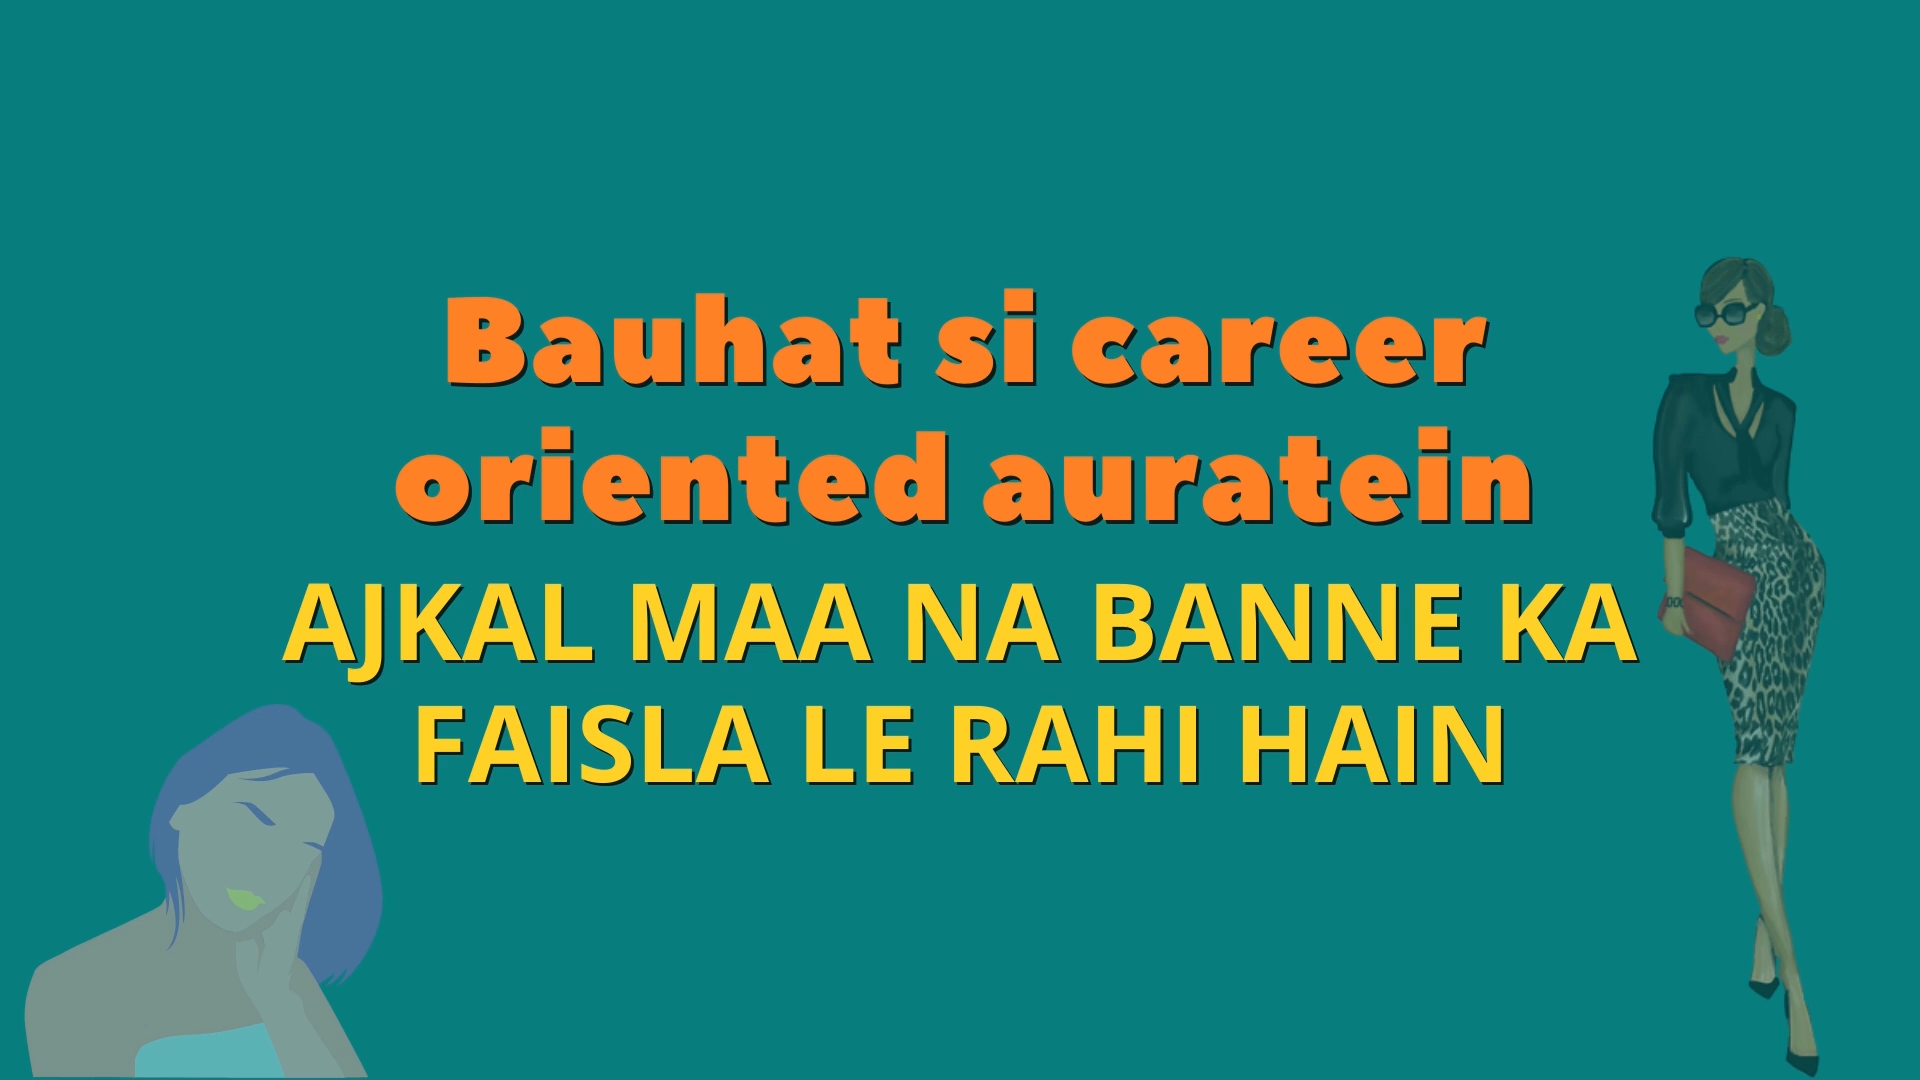 Bauhat si career
oriented auratein
AJKAL MAA NA BANNE KA
FAISLA LE RAHI HAIN